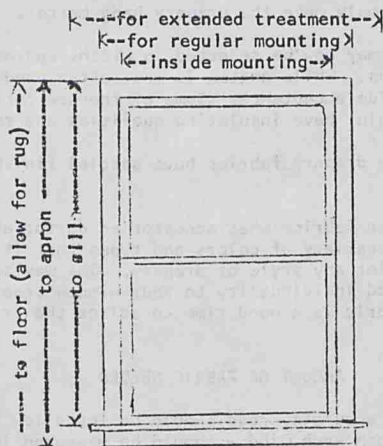 for extended treatment
for regular mounting
inside mounting
to floor (allow for rug)
to apron
to sill